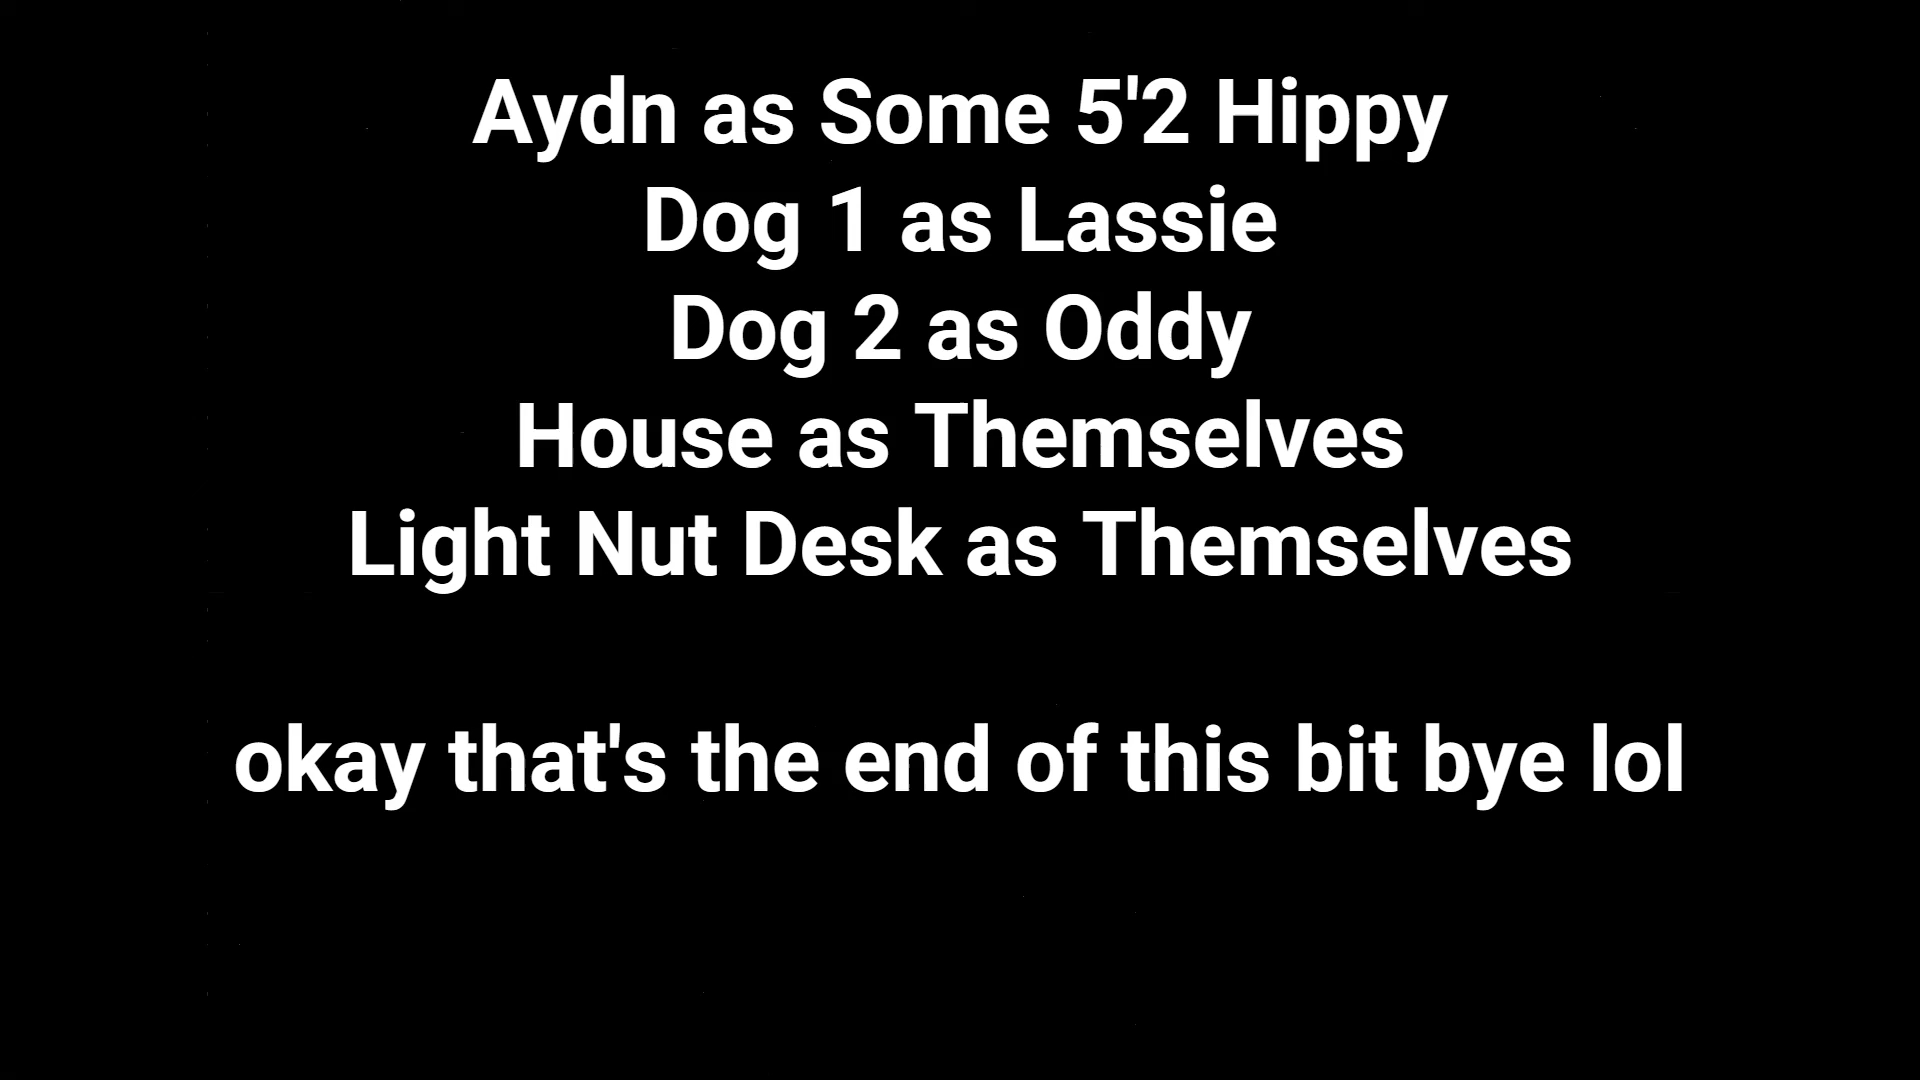 Aydn as Some 5'2 Hippy
Dog 1 as Lassie
Dog 2 as Oddy
House as Themselves
Light Nut Desk as Themselves
okay that's the end of this bit bye lol